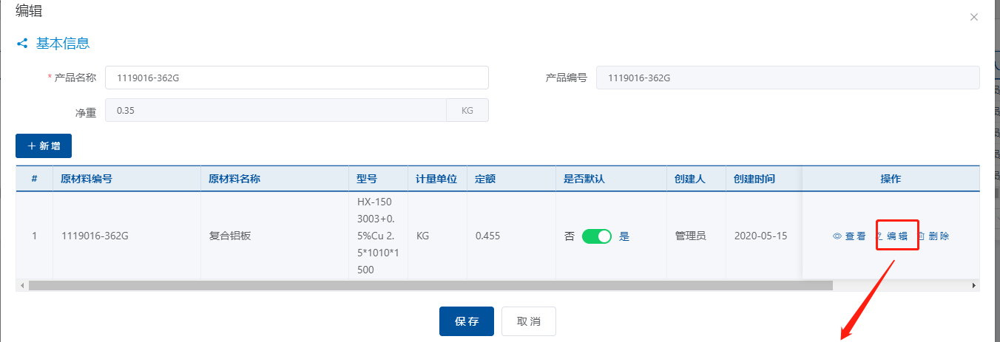 编辑
基本信息
* 产品名称 1119016-362G 产品编号 1119016-362G
净重 0.35 KG
+ 新增
# 原材料编号 原材料名称 型号 计量单位 定额 是否默认 创建人 创建时间 操作
1 1119016-362G 复合铝板 HX-150 3003+0.5%Cu 2.5*1010*1500 KG 0.455 否 是 管理员 2020-05-15 查看 编辑 删除
保存 取消